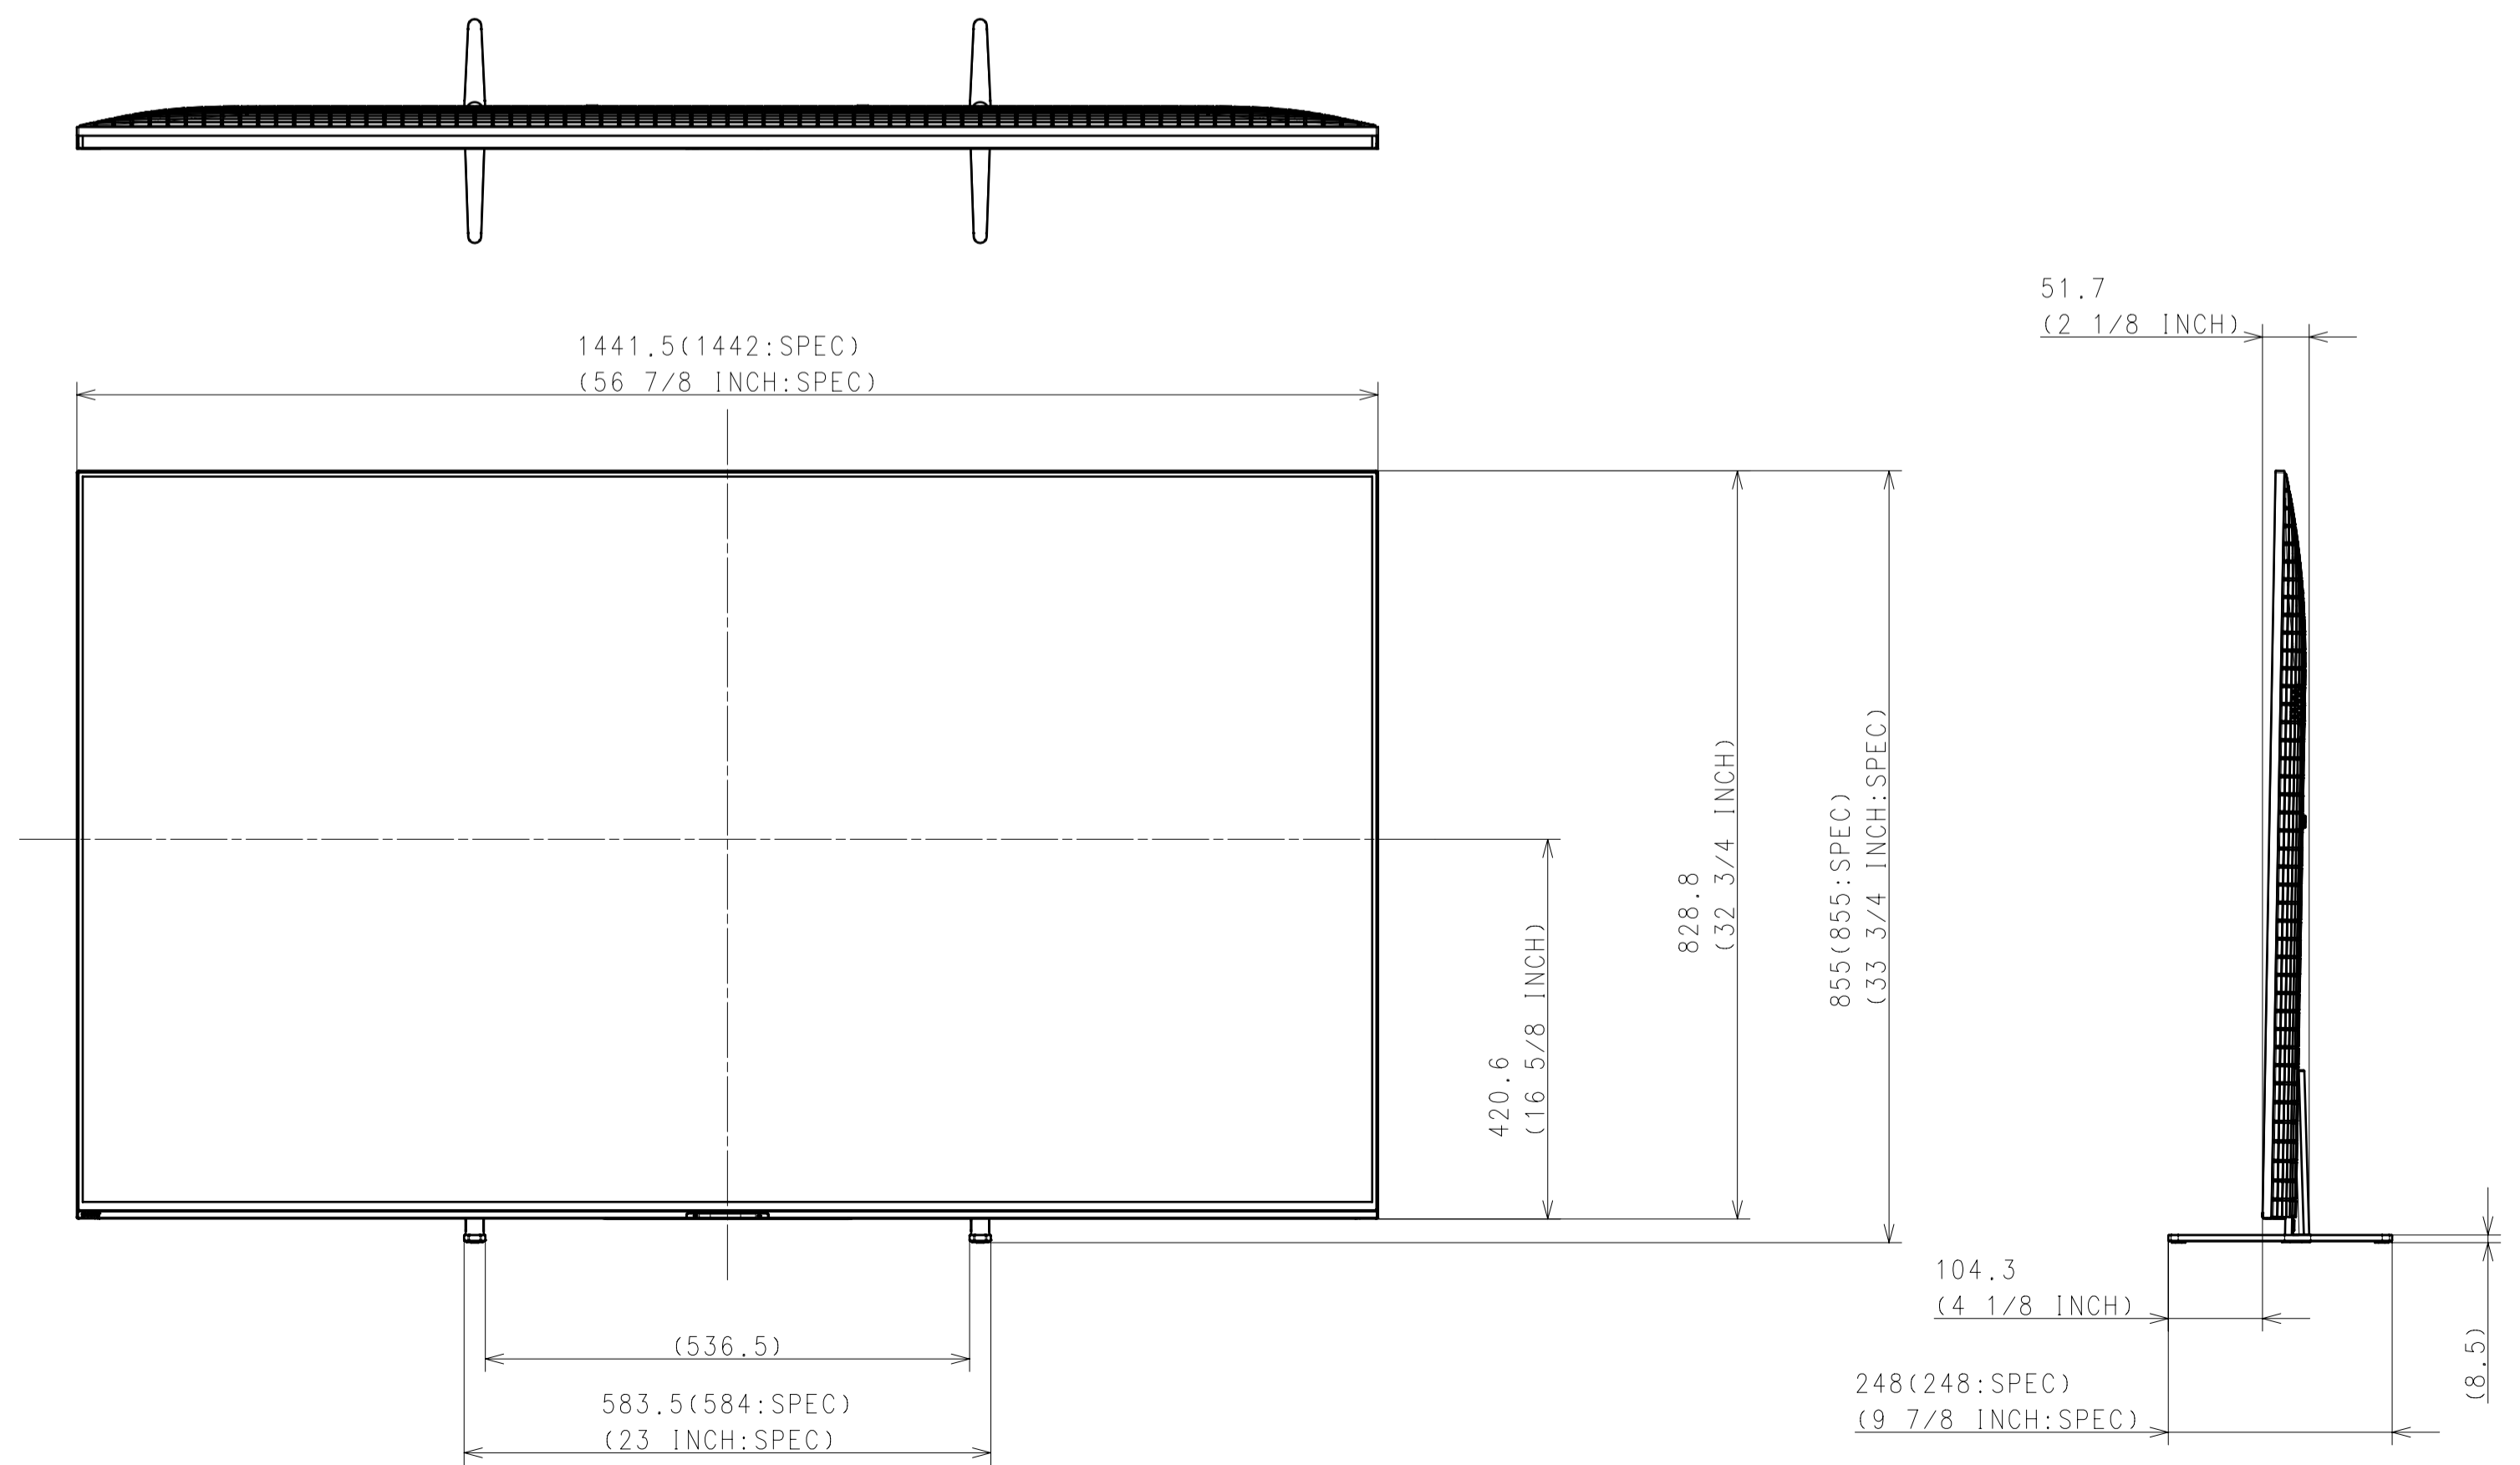 51.7
(2 1/8 INCH)
1441.5(1442:SPEC)
(56 7/8 INCH:SPEC)
828.8
(32 3/4 INCH)
855(855:SPEC)
(33 3/4 INCH:SPEC)
420.6
(16 5/8 INCH)
104.3
(4 1/8 INCH)
(536.5)
(8.5)
248(248:SPEC)
(9 7/8 INCH:SPEC)
583.5(584:SPEC)
(23 INCH:SPEC)